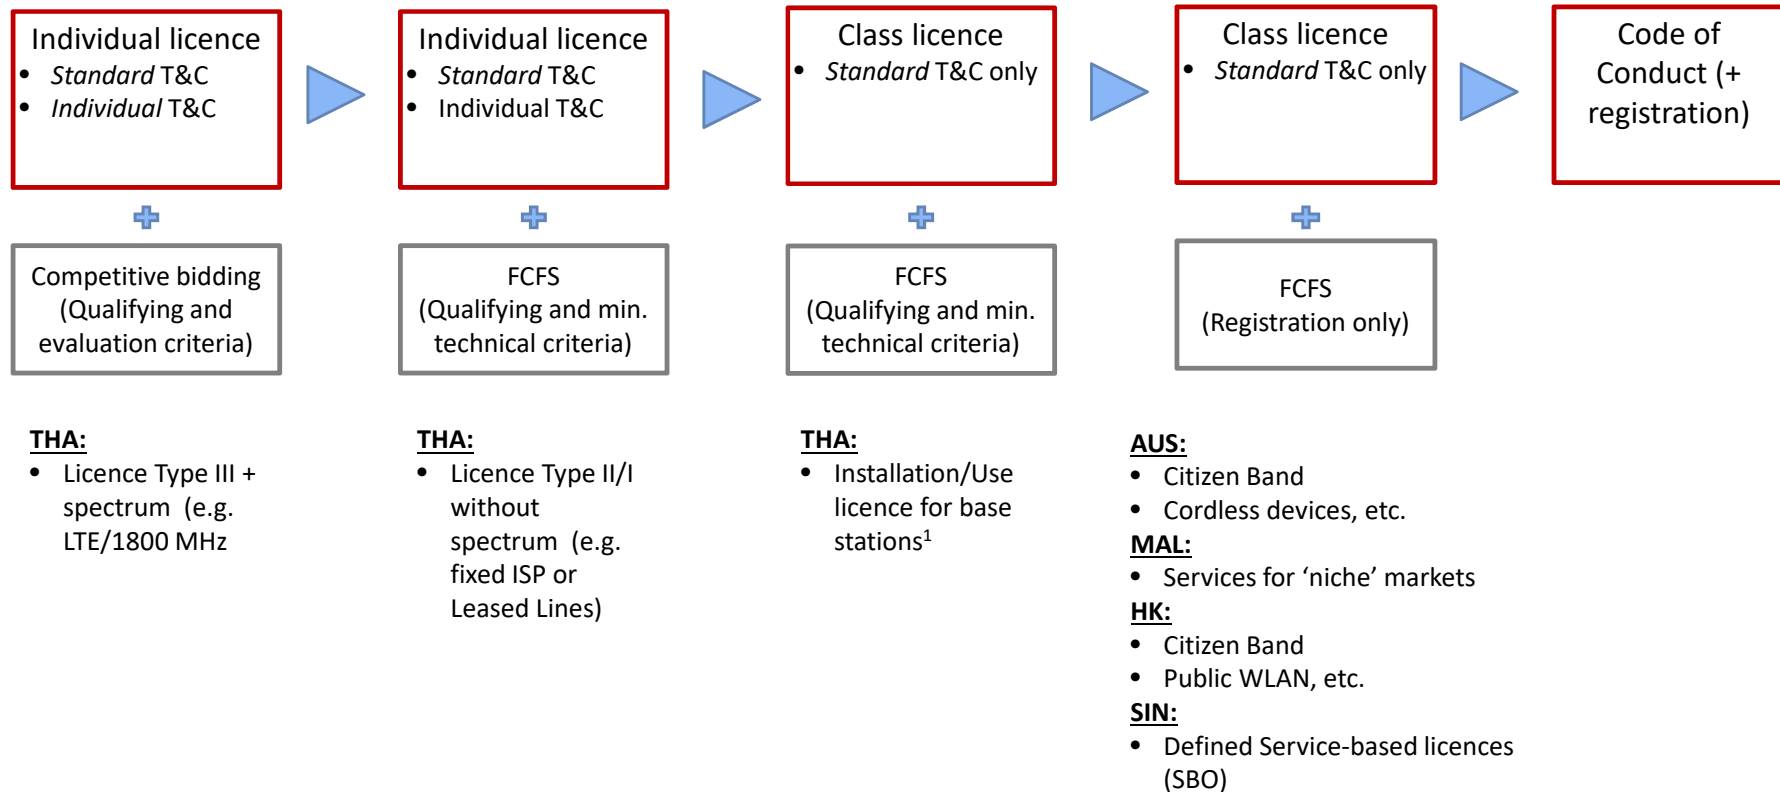 Individual licence
• Standard T&C
• Individual T&C
Individual licence
• Standard T&C
• Individual T&C
Class licence
• Standard T&C only
Class licence
• Standard T&C only
Code of
Conduct (+
registration)
Competitive bidding
(Qualifying and
evaluation criteria)
FCFS
(Qualifying and min.
technical criteria)
FCFS
(Qualifying and min.
technical criteria)
FCFS
(Registration only)
THA:
• Licence Type III +
spectrum (e.g.
LTE/1800 MHz
THA:
• Licence Type II/I
without
spectrum (e.g.
fixed ISP or
Leased Lines)
THA:
• Installation/Use
licence for base
stations¹
AUS:
• Citizen Band
• Cordless devices, etc.
MAL:
• Services for ‘niche’ markets
HK:
• Citizen Band
• Public WLAN, etc.
SIN:
• Defined Service-based licences
(SBO)